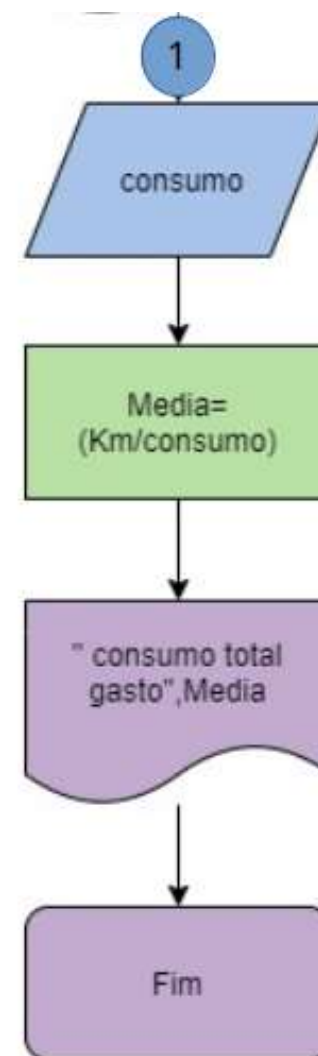 1
consumo
Media=
(Km/consumo)
" consumo total
gasto",Media
Fim